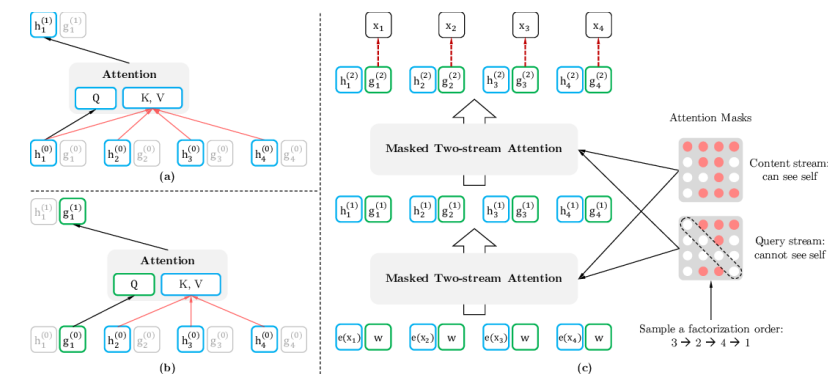 h₁⁽¹⁾ g₁⁽¹⁾
Attention
Q K, V
h₁⁽⁰⁾ g₁⁽⁰⁾ h₂⁽⁰⁾ g₂⁽⁰⁾ h₃⁽⁰⁾ g₃⁽⁰⁾ h₄⁽⁰⁾ g₄⁽⁰⁾
(a)
h₁⁽¹⁾ g₁⁽¹⁾
Attention
Q K, V
h₁⁽⁰⁾ g₁⁽⁰⁾ h₂⁽⁰⁾ g₂⁽⁰⁾ h₃⁽⁰⁾ g₃⁽⁰⁾ h₄⁽⁰⁾ g₄⁽⁰⁾
(b)
x₁ x₂ x₃ x₄
h₁⁽²⁾ g₁⁽²⁾ h₂⁽²⁾ g₂⁽²⁾ h₃⁽²⁾ g₃⁽²⁾ h₄⁽²⁾ g₄⁽²⁾
Masked Two-stream Attention
h₁⁽¹⁾ g₁⁽¹⁾ h₂⁽¹⁾ g₂⁽¹⁾ h₃⁽¹⁾ g₃⁽¹⁾ h₄⁽¹⁾ g₄⁽¹⁾
Masked Two-stream Attention
e(x₁) w e(x₂) w e(x₃) w e(x₄) w
(c)
Attention Masks
Content stream:
can see self
Query stream:
cannot see self
Sample a factorization order:
3 → 2 → 4 → 1